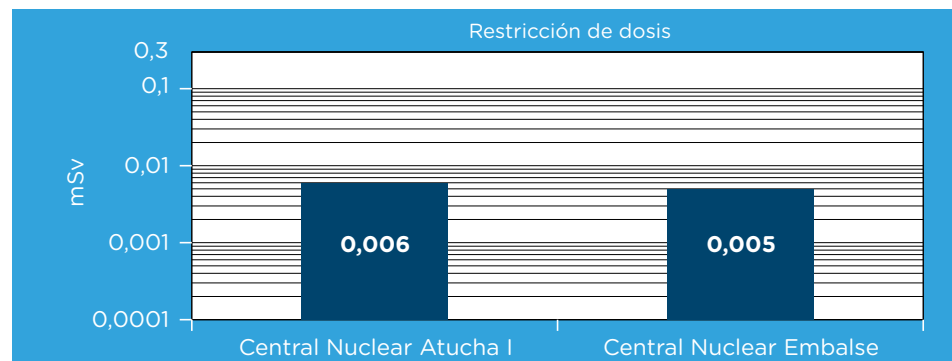 Restricción de dosis
0,3
0,1
0,01
0,001
0,0001
mSv
0,006
0,005
Central Nuclear Atucha I
Central Nuclear Embalse